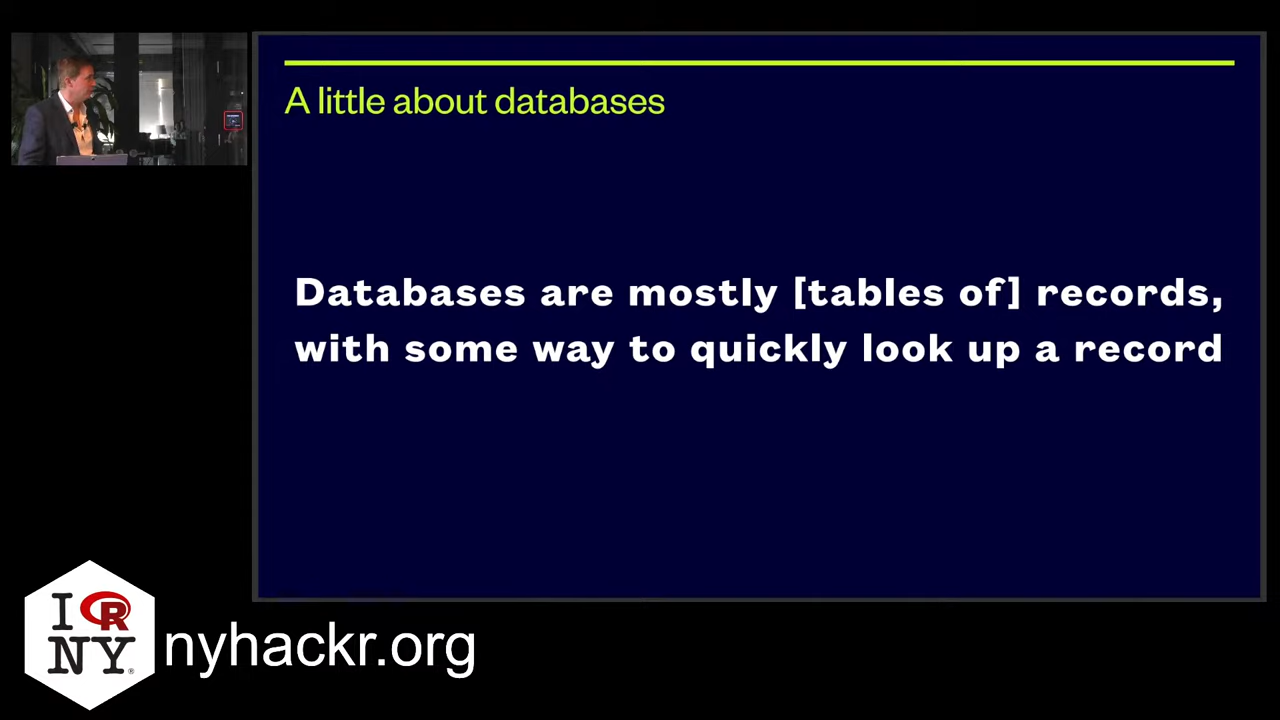 A little about databases
Databases are mostly [tables of] records,
with some way to quickly look up a record
I R
NY®
nyhackr.org